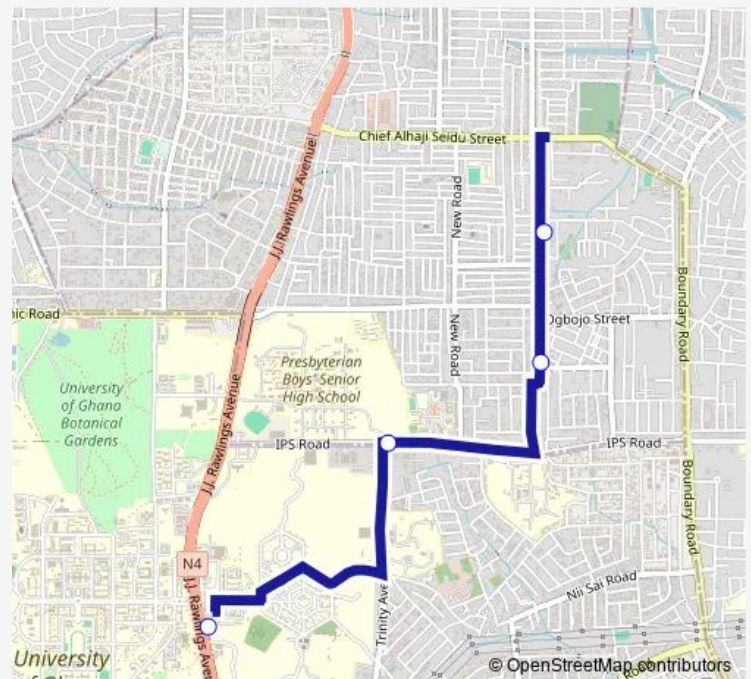 Chief Alhaji Seidu Street
J.J. Rawlings Avenue
New Road
nic Road
Ogbojo Street
Boundary Road
New Road
Presbyterian
Boys' Senior
High School
University
of Ghana
Botanical
Gardens
J.J. Rawlings Avenue
IPS Road
IPS Road
Boundary Road
N4
J.J. Rawlings Aven
Nii Sai Road
Trinity Ave
University
© OpenStreetMap contributors